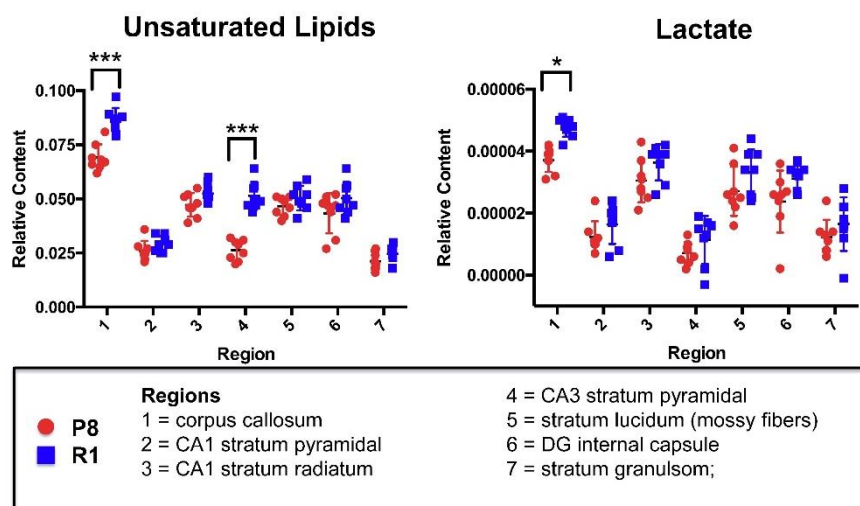 Unsaturated Lipids
Lactate
***
***
*
Relative Content
0.100
0.075
0.050
0.025
0.000
1 2 3 4 5 6 7
Region
Relative Content
0.00006
0.00004
0.00002
0.00000
1 2 3 4 5 6 7
Region
P8
R1
Regions
1 = corpus callosum
2 = CA1 stratum pyramidal
3 = CA1 stratum radiatum
4 = CA3 stratum pyramidal
5 = stratum lucidum (mossy fibers)
6 = DG internal capsule
7 = stratum granulsom;